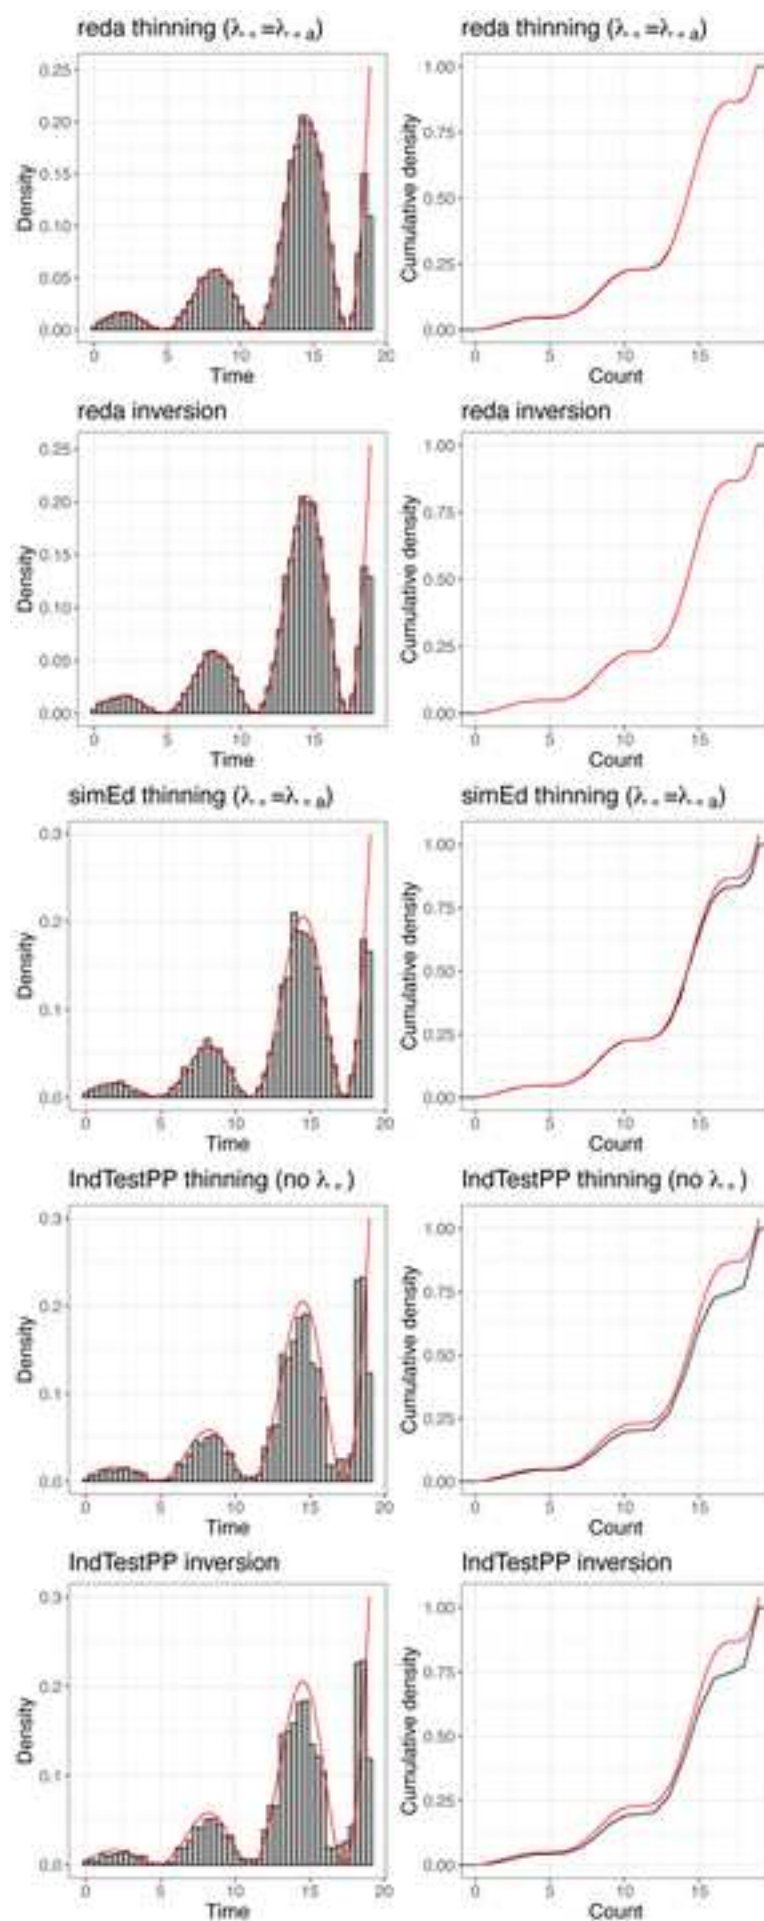 reda thinning (λ∗∗=λ∗∗a) reda thinning (λ∗∗=λ∗∗a)
0.25
0.20
0.15
0.10
0.05
0.00
Density
0 5 10 15 20
Time
1.00
0.75
0.50
0.25
0.00
Cumulative density
0 5 10 15
Count
reda inversion reda inversion
0.25
0.20
0.15
0.10
0.05
0.00
Density
0 5 10 15 20
Time
1.00
0.75
0.50
0.25
0.00
Cumulative density
0 5 10 15
Count
simEd thinning (λ∗∗=λ∗∗a) simEd thinning (λ∗∗=λ∗∗a)
0.3
0.2
0.1
0.0
Density
0 5 10 15 20
Time
1.00
0.75
0.50
0.25
0.00
Cumulative density
0 5 10 15
Count
IndTestPP thinning (no λ∗) IndTestPP thinning (no λ∗)
0.3
0.2
0.1
0.0
Density
0 5 10 15 20
Time
1.00
0.75
0.50
0.25
0.00
Cumulative density
0 5 10 15
Count
IndTestPP inversion IndTestPP inversion
0.3
0.2
0.1
0.0
Density
0 5 10 15 20
Time
1.00
0.75
0.50
0.25
0.00
Cumulative density
0 5 10 15
Count